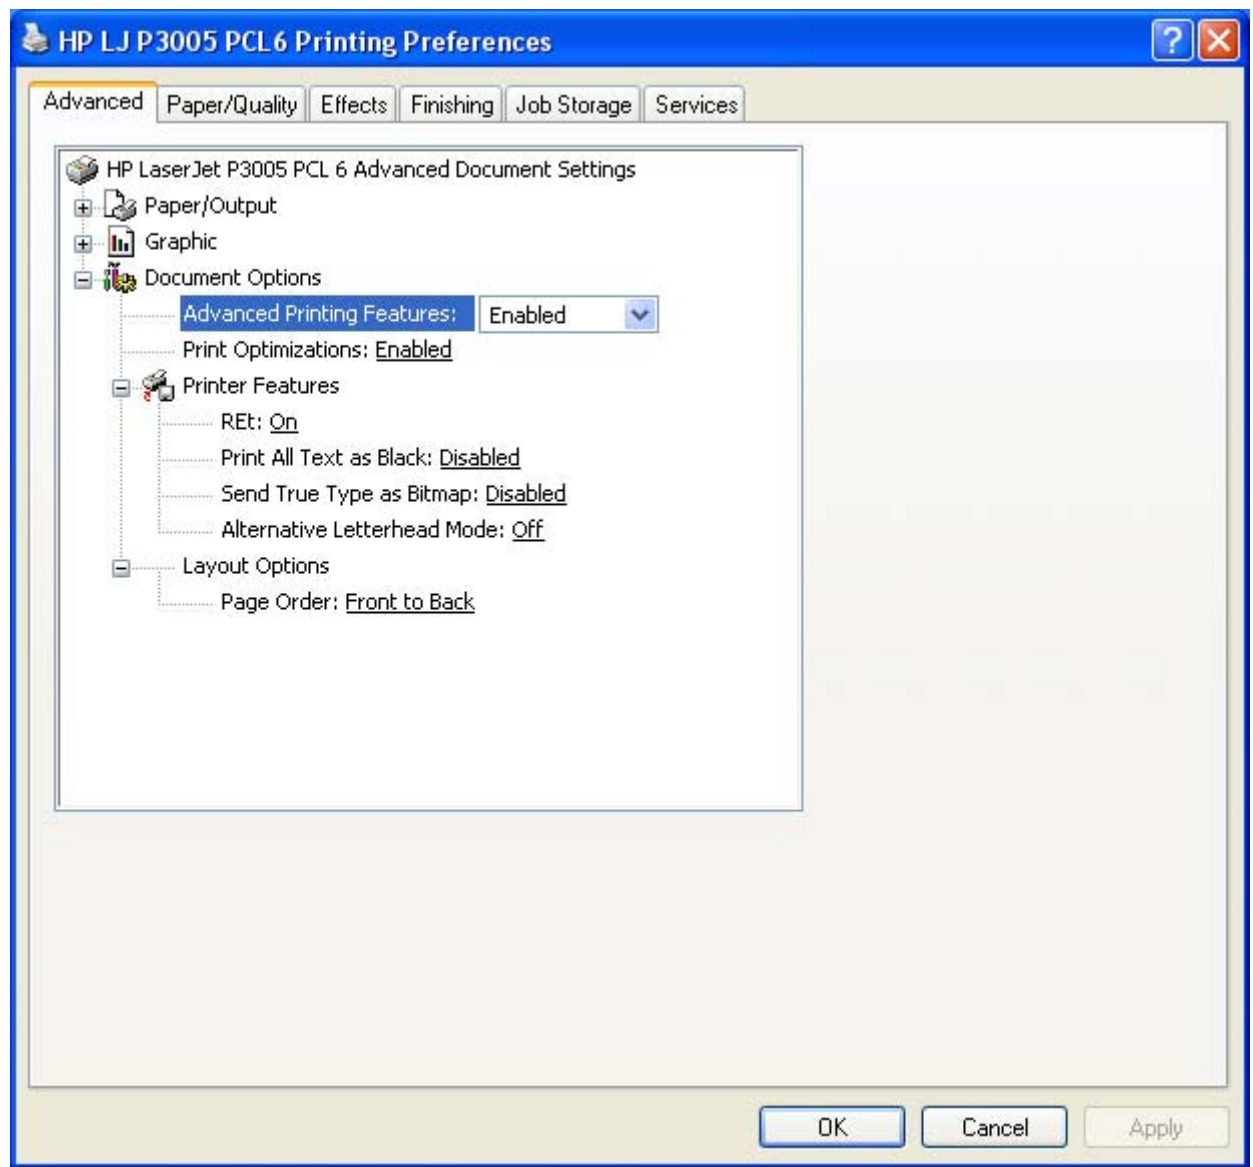 HP LJ P3005 PCL6 Printing Preferences
Advanced Paper/Quality Effects Finishing Job Storage Services
HP LaserJet P3005 PCL 6 Advanced Document Settings
Paper/Output
Graphic
Document Options
Advanced Printing Features: Enabled
Print Optimizations: Enabled
Printer Features
REt: On
Print All Text as Black: Disabled
Send True Type as Bitmap: Disabled
Alternative Letterhead Mode: Off
Layout Options
Page Order: Front to Back
OK Cancel Apply